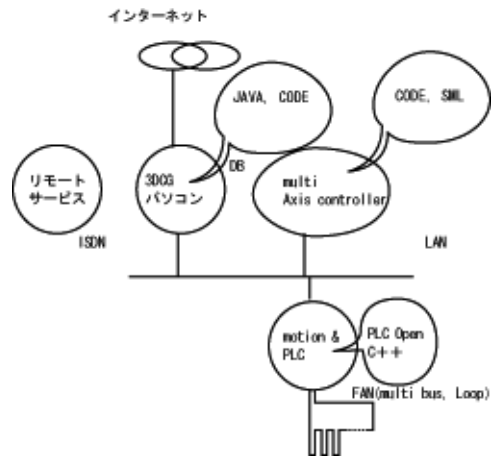 インターネット
JAVA, CODE
CODE, SML
リモート
サービス
3DCG
パソコン
DB
multi
Axis controller
ISDN
LAN
motion &
PLC
PLC Open
C++
FAN(multi bus, Loop)